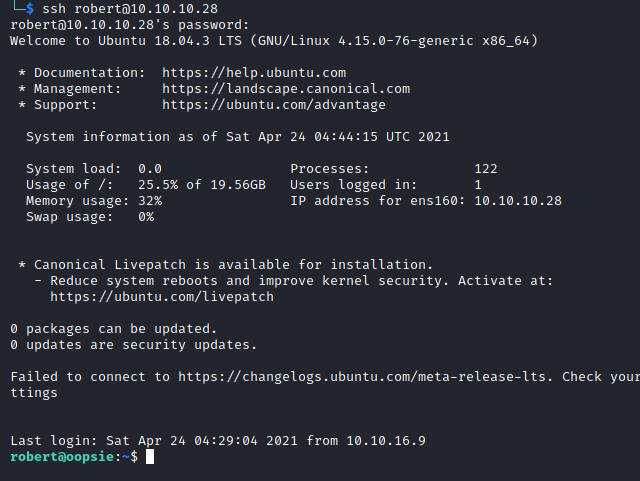 └─$ ssh robert@10.10.10.28
robert@10.10.10.28's password:
Welcome to Ubuntu 18.04.3 LTS (GNU/Linux 4.15.0-76-generic x86_64)
* Documentation:  https://help.ubuntu.com
* Management:     https://landscape.canonical.com
* Support:        https://ubuntu.com/advantage
System information as of Sat Apr 24 04:44:15 UTC 2021
System load:  0.0                Processes:             122
Usage of /:   25.5% of 19.56GB   Users logged in:       1
Memory usage: 32%                IP address for ens160: 10.10.10.28
Swap usage:   0%
* Canonical Livepatch is available for installation.
- Reduce system reboots and improve kernel security. Activate at:
https://ubuntu.com/livepatch
0 packages can be updated.
0 updates are security updates.
Failed to connect to https://changelogs.ubuntu.com/meta-release-lts. Check your
ttings
Last login: Sat Apr 24 04:29:04 2021 from 10.10.16.9
robert@oopsie:~$